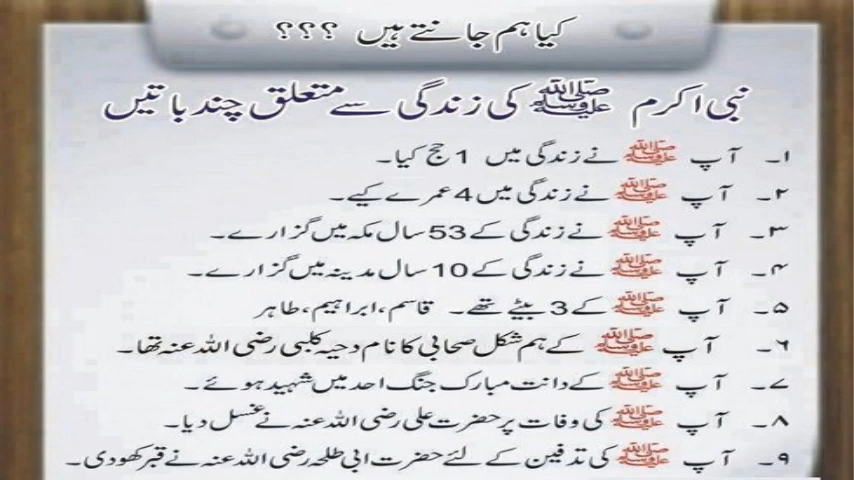 کیا ہم جانتے ہیں ؟؟؟
نبی اکرم ﷺ کی زندگی سے متعلق چند باتیں
۱۔ آپ ﷺ نے زندگی میں 1 حج کیا۔
۲۔ آپ ﷺ نے زندگی میں 4 عمرے کیے۔
۳۔ آپ ﷺ نے زندگی کے 53 سال مکہ میں گزارے۔
۴۔ آپ ﷺ نے زندگی کے 10 سال مدینہ میں گزارے۔
۵۔ آپ ﷺ کے 3 بیٹے تھے۔ قاسم، ابراہیم، طاہر
۶۔ آپ ﷺ کے ہم شکل صحابی کا نام دحیہ کلبی رضی اللہ عنہ تھا۔
۷۔ آپ ﷺ کے دانت مبارک جنگ احد میں شہید ہوئے۔
۸۔ آپ ﷺ کی وفات پر حضرت علی رضی اللہ عنہ نے غسل دیا۔
۹۔ آپ ﷺ کی تدفین کے لئے حضرت ابی طلحہ رضی اللہ عنہ نے قبر کھودی۔